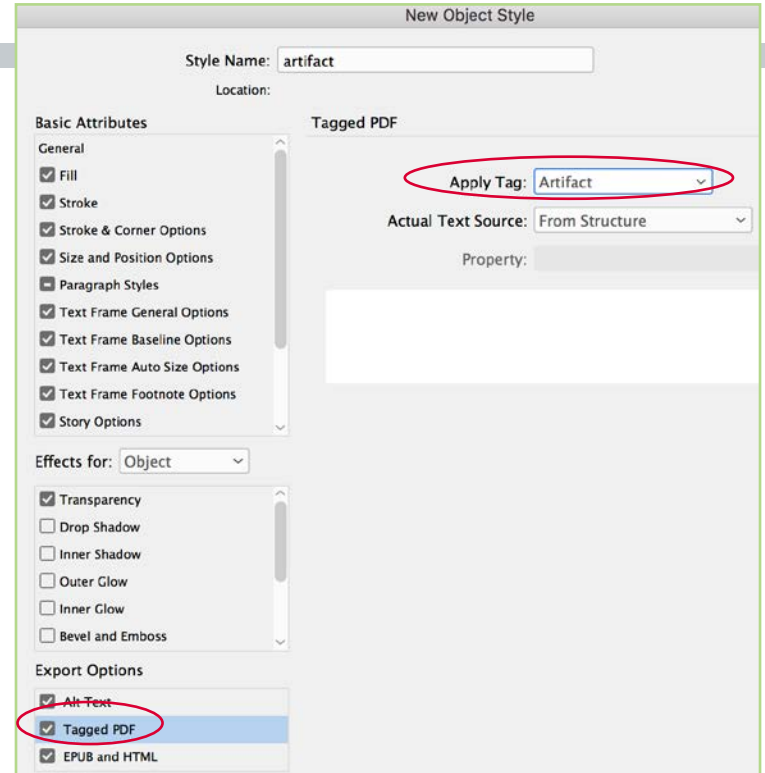 New Object Style
Style Name: artifact
Location:
Basic Attributes
General
Fill
Stroke
Stroke & Corner Options
Size and Position Options
Paragraph Styles
Text Frame General Options
Text Frame Baseline Options
Text Frame Auto Size Options
Text Frame Footnote Options
Story Options
Effects for: Object
Transparency
Drop Shadow
Inner Shadow
Outer Glow
Inner Glow
Bevel and Emboss
Export Options
Alt Text
Tagged PDF
EPUB and HTML
Tagged PDF
Apply Tag: Artifact
Actual Text Source: From Structure
Property: